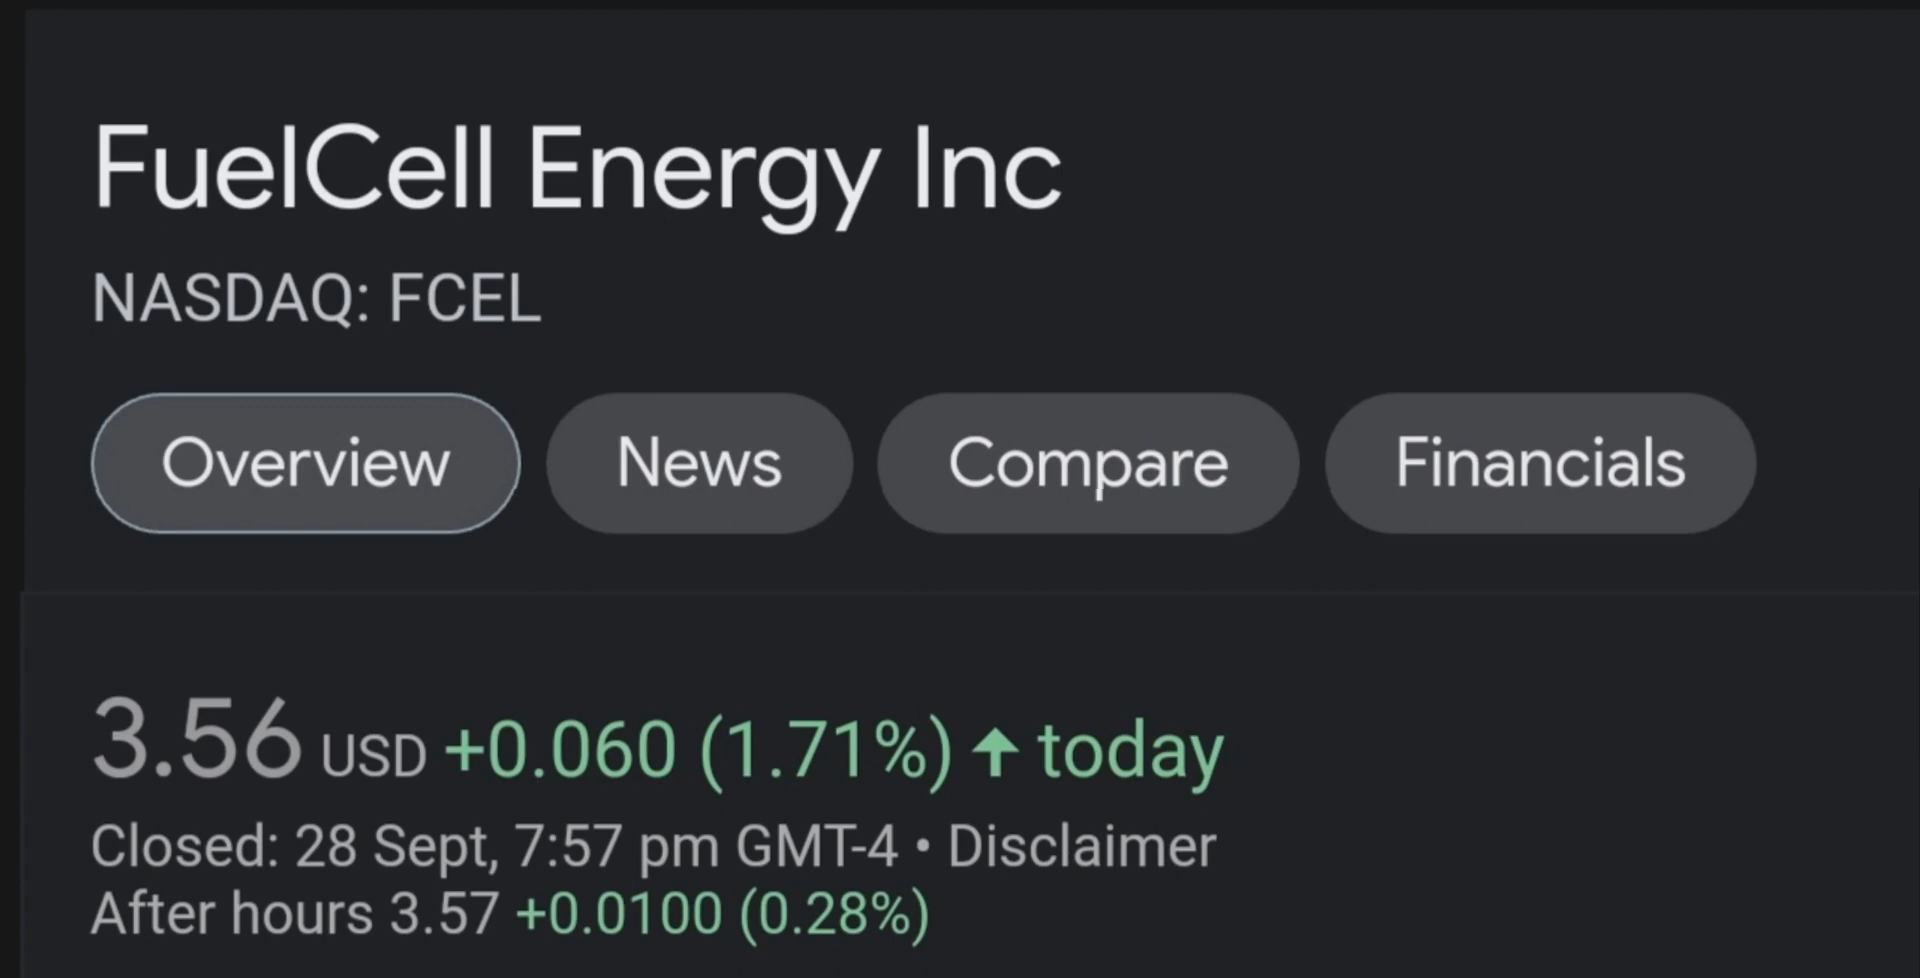 FuelCell Energy Inc
NASDAQ: FCEL
Overview News Compare Financials
3.56 USD +0.060 (1.71%) ↑ today
Closed: 28 Sept, 7:57 pm GMT-4 • Disclaimer
After hours 3.57 +0.0100 (0.28%)